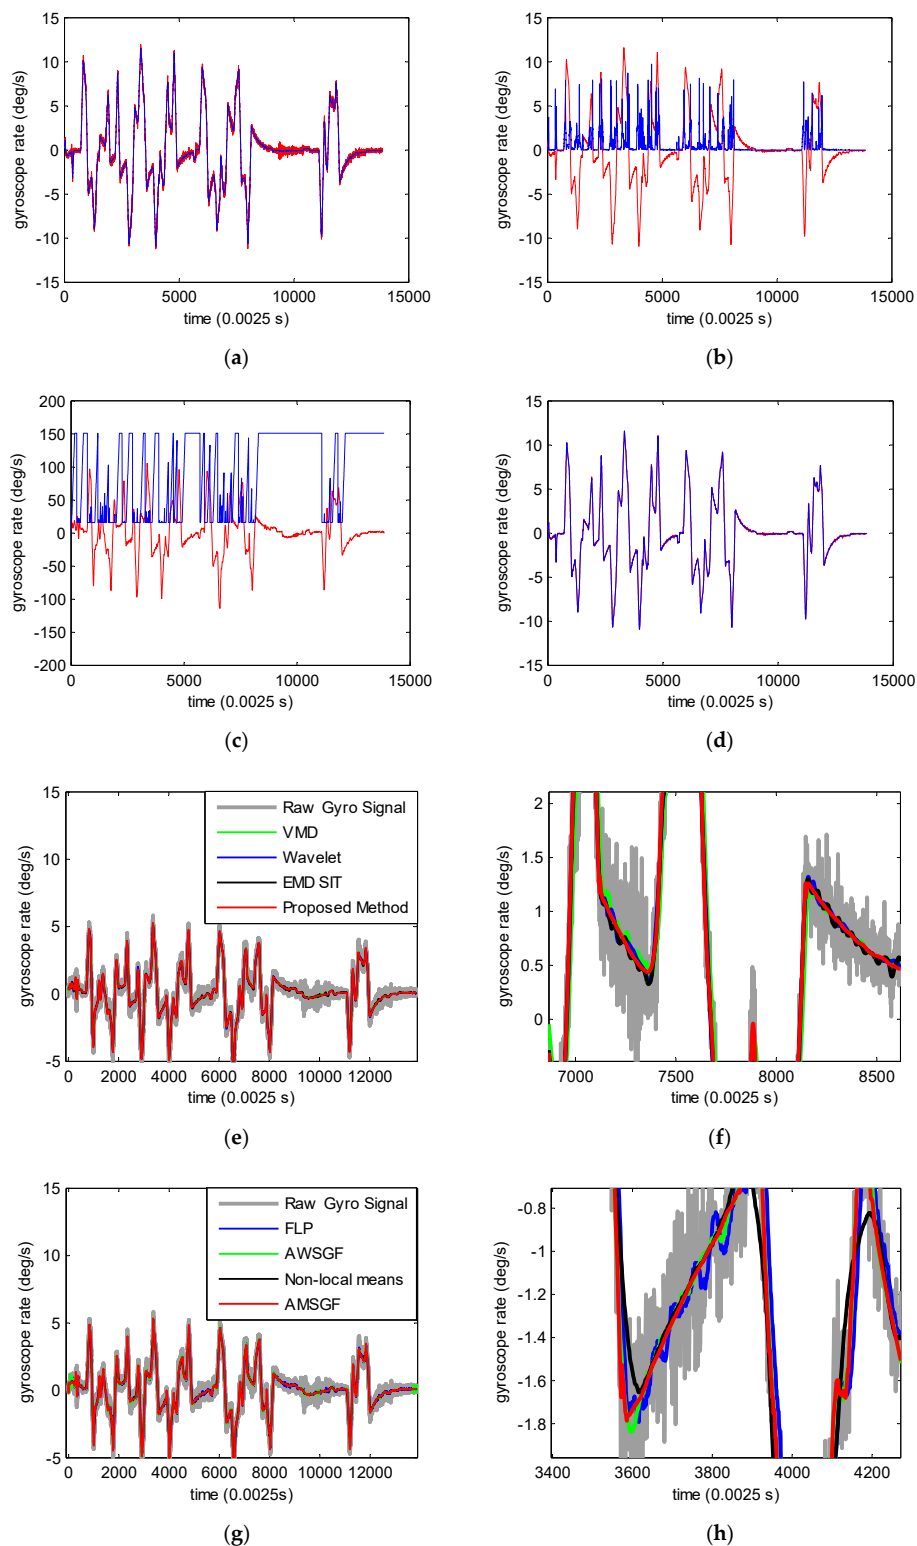 15
10
5
0
-5
-10
-15
0
5000
10000
15000
gyroscope rate (deg/s)
time (0.0025 s)
(a)
15
10
5
0
-5
-10
-15
0
5000
10000
15000
gyroscope rate (deg/s)
time (0.0025 s)
(b)
200
150
100
50
0
-50
-100
-150
-200
0
5000
10000
15000
gyroscope rate (deg/s)
time (0.0025 s)
(c)
15
10
5
0
-5
-10
-15
0
5000
10000
15000
gyroscope rate (deg/s)
time (0.0025 s)
(d)
15
10
5
0
-5
0
2000
4000
6000
8000
10000
12000
gyroscope rate (deg/s)
time (0.0025 s)
Raw Gyro Signal
VMD
Wavelet
EMD SIT
Proposed Method
(e)
2
1.5
1
0.5
0
7000
7500
8000
8500
gyroscope rate (deg/s)
time (0.0025 s)
(f)
15
10
5
0
-5
0
2000
4000
6000
8000
10000
12000
gyroscope rate (deg/s)
time (0.0025s)
Raw Gyro Signal
FLP
AWSGF
Non-local means
AMSGF
(g)
-0.8
-1
-1.2
-1.4
-1.6
-1.8
3400
3600
3800
4000
4200
gyroscope rate (deg/s)
time (0.0025 s)
(h)